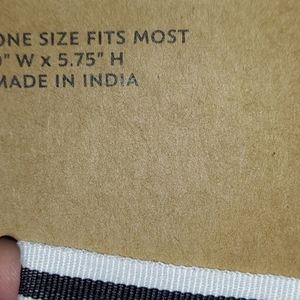 ONE SIZE FITS MOST
" W x 5.75" H
MADE IN INDIA